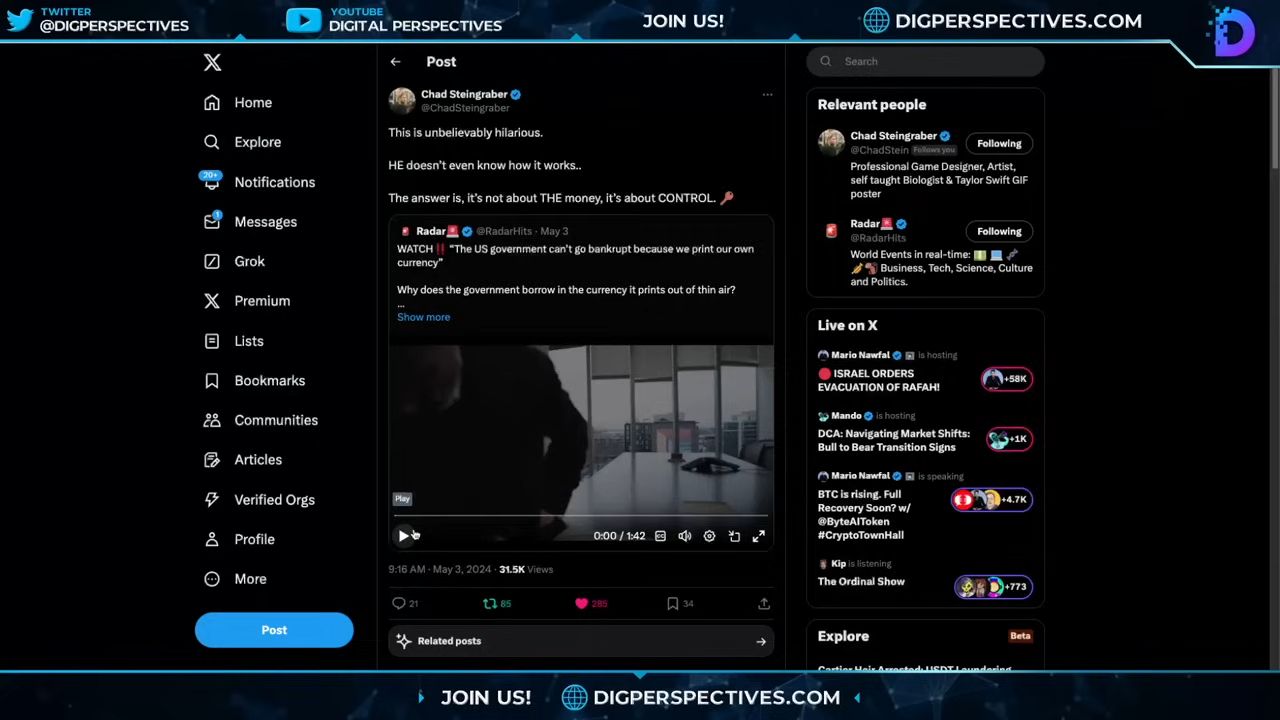 TWITTER
@DIGPERSPECTIVES
YOUTUBE
DIGITAL PERSPECTIVES
JOIN US!
DIGPERSPECTIVES.COM
Home
Explore
20+
Notifications
1
Messages
Grok
Premium
Lists
Bookmarks
Communities
Articles
Verified Orgs
Profile
More
Post
Post
Chad Steingraber
@ChadSteingraber
This is unbelievably hilarious.
HE doesn't even know how it works..
The answer is, it's not about THE money, it's about CONTROL. 🔑
Radar🚨 @RadarHits · May 3
WATCH‼️ "The US government can't go bankrupt because we print our own
currency"
Why does the government borrow in the currency it prints out of thin air?
...
Show more
Play
0:00 / 1:42
9:16 AM · May 3, 2024 · 31.5K Views
21
85
285
34
Related posts
Search
Relevant people
Chad Steingraber
@ChadStein Follows you
Following
Professional Game Designer, Artist,
self taught Biologist & Taylor Swift GIF
poster
Radar🚨
@RadarHits
Following
World Events in real-time:
Business, Tech, Science, Culture
and Politics.
Live on X
Mario Nawfal is hosting
🔴 ISRAEL ORDERS
EVACUATION OF RAFAH!
+58K
Mando is hosting
DCA: Navigating Market Shifts:
Bull to Bear Transition Signs
+1K
Mario Nawfal is speaking
BTC is rising. Full
Recovery Soon? w/
@ByteAIToken
#CryptoTownHall
+4.7K
Kip is listening
The Ordinal Show
+773
Explore
Beta
Cartier Heir Arrested: USDT Laundering
JOIN US!
DIGPERSPECTIVES.COM